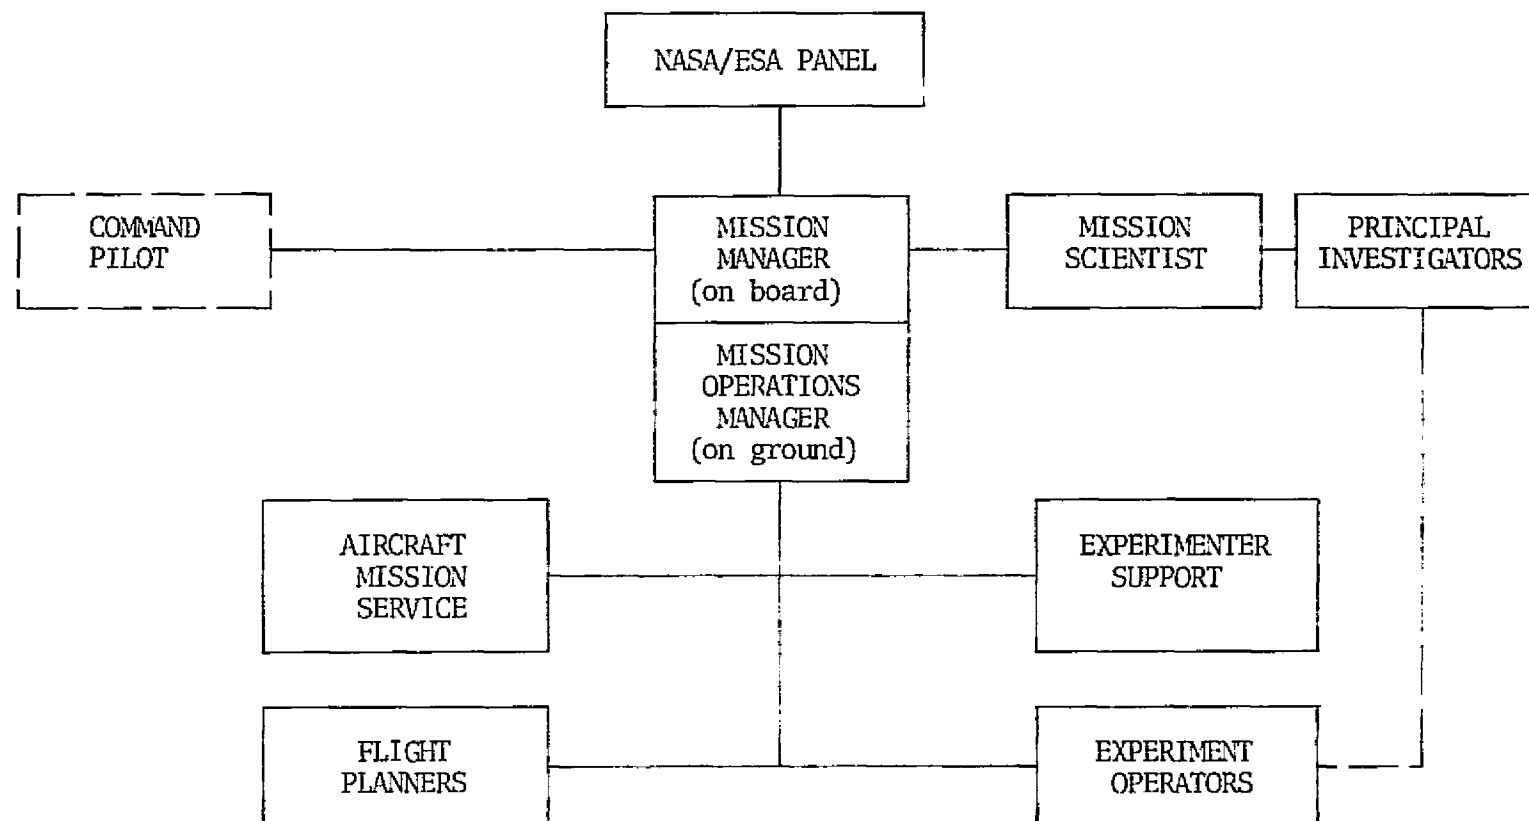 NASA/ESA PANEL
COMMAND
PILOT
MISSION
MANAGER
(on board)
MISSION
SCIENTIST
PRINCIPAL
INVESTIGATORS
MISSION
OPERATIONS
MANAGER
(on ground)
AIRCRAFT
MISSION
SERVICE
EXPERIMENTER
SUPPORT
FLIGHT
PLANNERS
EXPERIMENT
OPERATORS